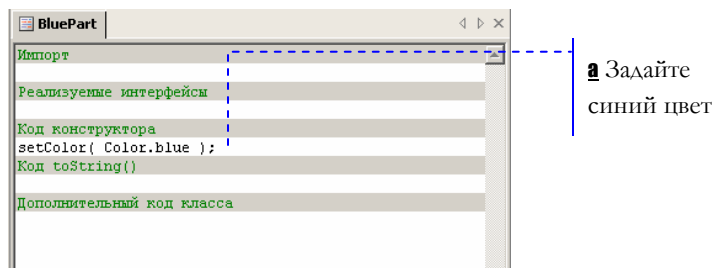 BluePart
Импорт
Реализуемые интерфейсы
Код конструктора
setColor( Color.blue );
Код toString()
Дополнительный код класса
a Задайте
синий цвет